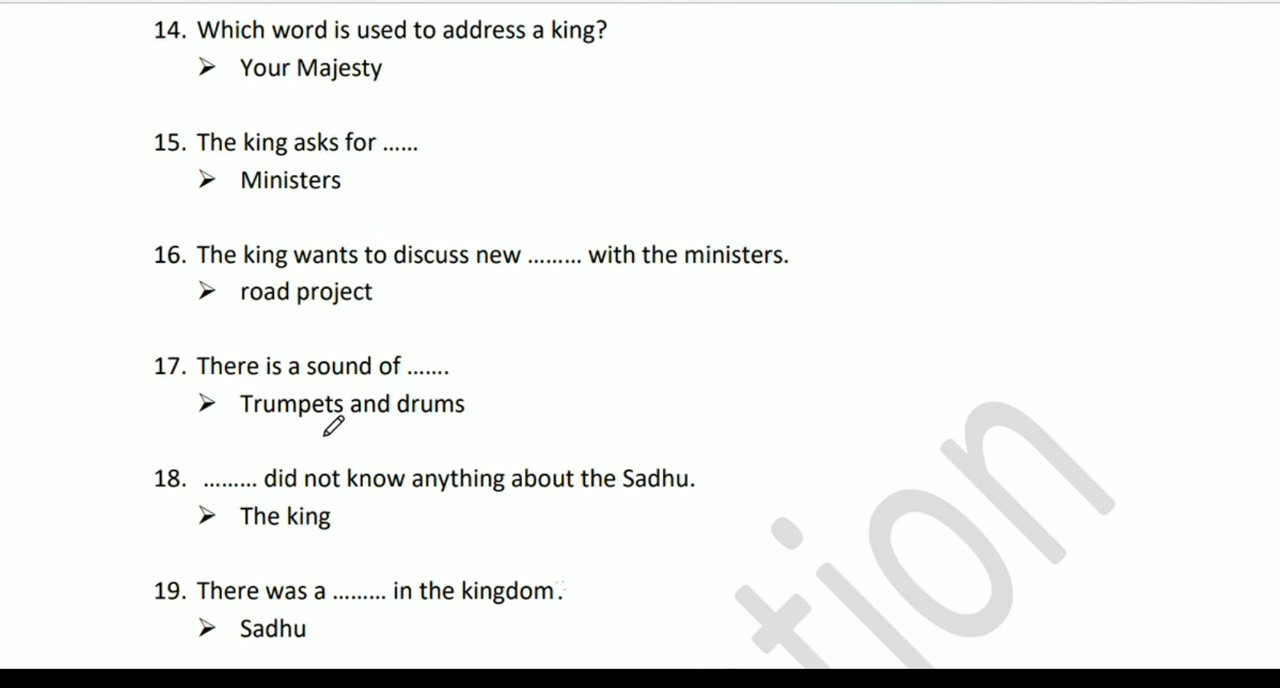 14. Which word is used to address a king?
➢ Your Majesty
15. The king asks for ......
➢ Ministers
16. The king wants to discuss new ......... with the ministers.
➢ road project
17. There is a sound of .......
➢ Trumpets and drums
18. ......... did not know anything about the Sadhu.
➢ The king
19. There was a ......... in the kingdom.
➢ Sadhu
tion